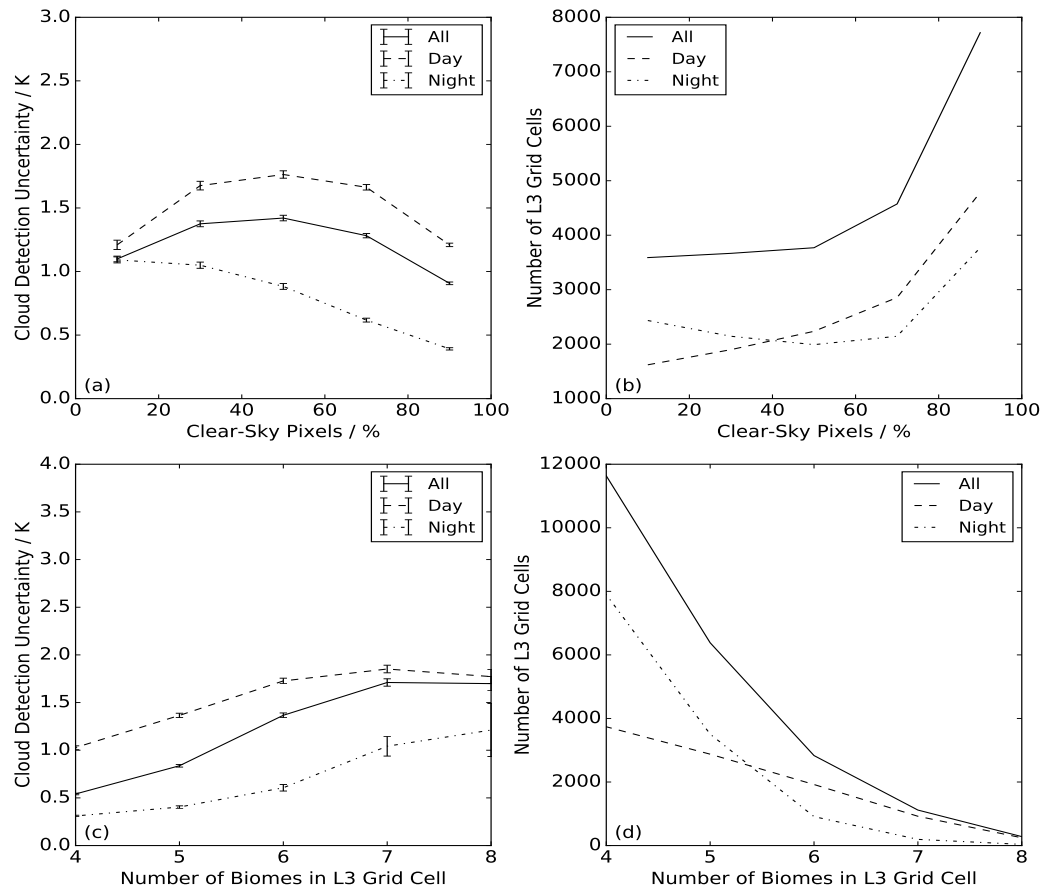 Cloud Detection Uncertainty / K
3.0
2.5
2.0
1.5
1.0
0.5
0.0
All
Day
Night
(a)
0 20 40 60 80 100
Clear-Sky Pixels / %
Number of L3 Grid Cells
8000
7000
6000
5000
4000
3000
2000
1000
All
Day
Night
(b)
0 20 40 60 80 100
Clear-Sky Pixels / %
Cloud Detection Uncertainty / K
4.0
3.5
3.0
2.5
2.0
1.5
1.0
0.5
0.0
All
Day
Night
(c)
4 5 6 7 8
Number of Biomes in L3 Grid Cell
Number of L3 Grid Cells
12000
10000
8000
6000
4000
2000
0
All
Day
Night
(d)
4 5 6 7 8
Number of Biomes in L3 Grid Cell